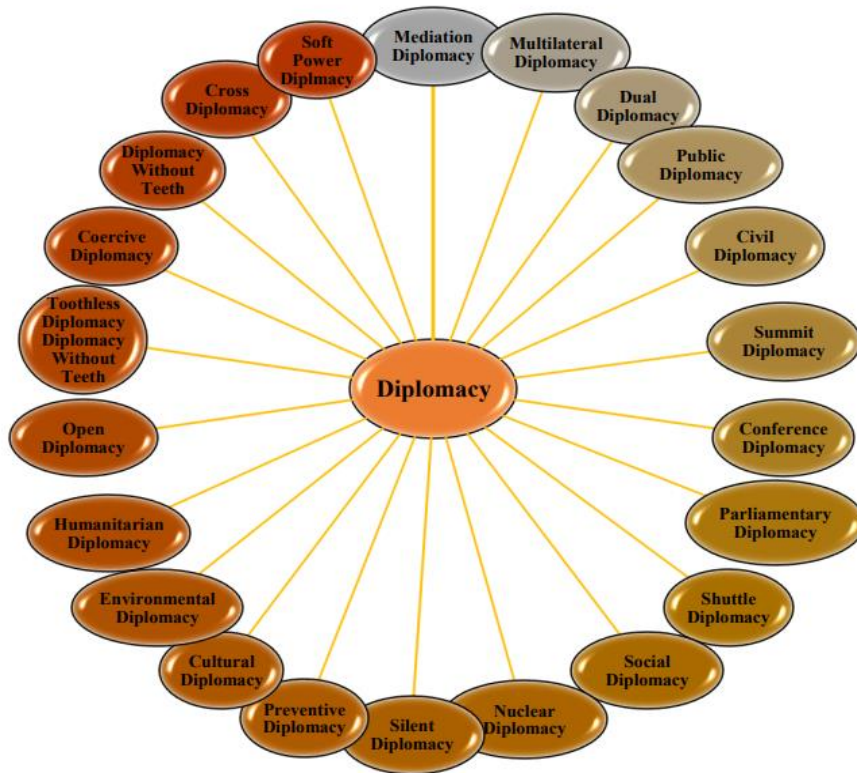 Mediation
Diplomacy
Multilateral
Diplomacy
Dual
Diplomacy
Public
Diplomacy
Civil
Diplomacy
Summit
Diplomacy
Conference
Diplomacy
Parliamentary
Diplomacy
Shuttle
Diplomacy
Social
Diplomacy
Nuclear
Diplomacy
Silent
Diplomacy
Preventive
Diplomacy
Cultural
Diplomacy
Environmental
Diplomacy
Humanitarian
Diplomacy
Open
Diplomacy
Toothless
Diplomacy
Diplomacy
Without
Teeth
Coercive
Diplomacy
Diplomacy
Without
Teeth
Cross
Diplomacy
Soft
Power
Diplmacy
Diplomacy